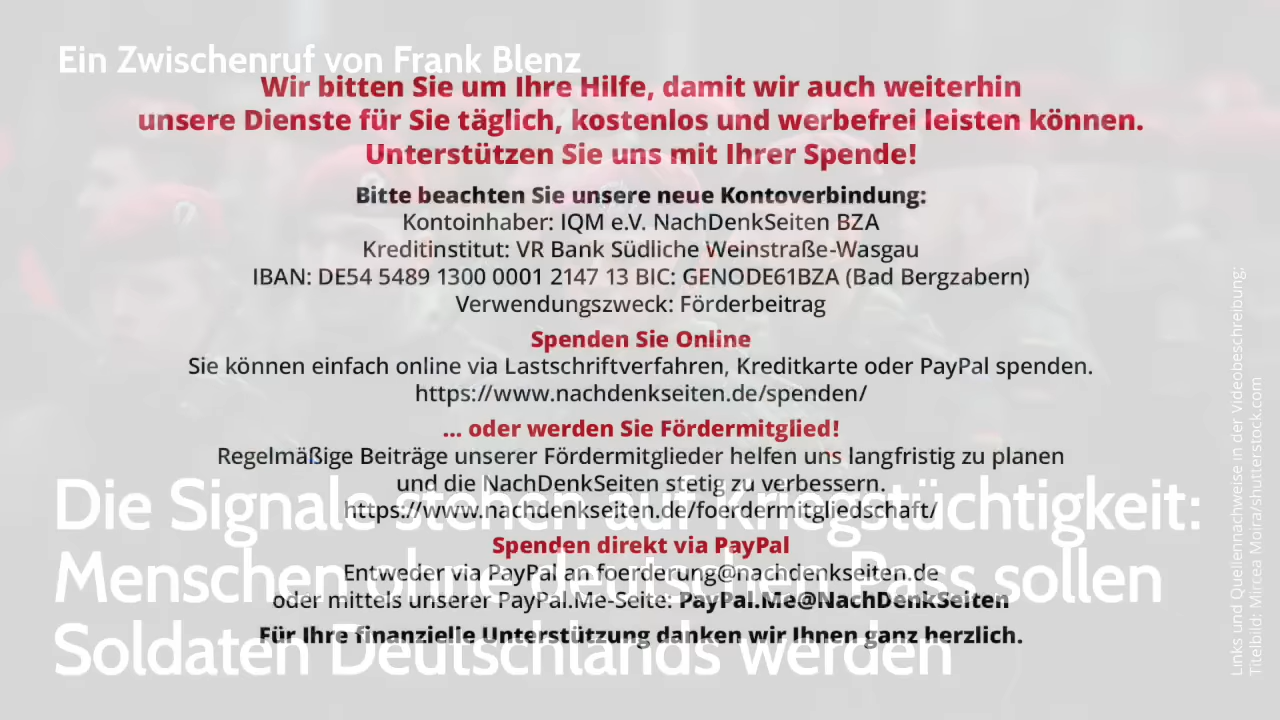 Ein Zwischenruf von Frank Blenz
Wir bitten Sie um Ihre Hilfe, damit wir auch weiterhin
unsere Dienste für Sie täglich, kostenlos und werbefrei leisten können.
Unterstützen Sie uns mit Ihrer Spende!
Bitte beachten Sie unsere neue Kontoverbindung:
Kontoinhaber: IQM e.V. NachDenkSeiten BZA
Kreditinstitut: VR Bank Südliche Weinstraße-Wasgau
IBAN: DE54 5489 1300 0001 2147 13 BIC: GENODE61BZA (Bad Bergzabern)
Verwendungszweck: Förderbeitrag
Spenden Sie Online
Sie können einfach online via Lastschriftverfahren, Kreditkarte oder PayPal spenden.
https://www.nachdenkseiten.de/spenden/
... oder werden Sie Fördermitglied!
Regelmäßige Beiträge unserer Fördermitglieder helfen uns langfristig zu planen
und die NachDenkSeiten stetig zu verbessern.
https://www.nachdenkseiten.de/foerdermitgliedschaft/
Spenden direkt via PayPal
Entweder via PayPal an foerderung@nachdenkseiten.de
oder mittels unserer PayPal.Me-Seite: PayPal.Me@NachDenkSeiten
Für Ihre finanzielle Unterstützung danken wir Ihnen ganz herzlich.
Die Signale stehen auf Kriegstüchtigkeit:
Menschen ohne deutschen Pass sollen
Soldaten Deutschlands werden
Links und Quellennachweise in der Videobeschreibung;
Titelbild: Mircea Moira/shutterstock.com